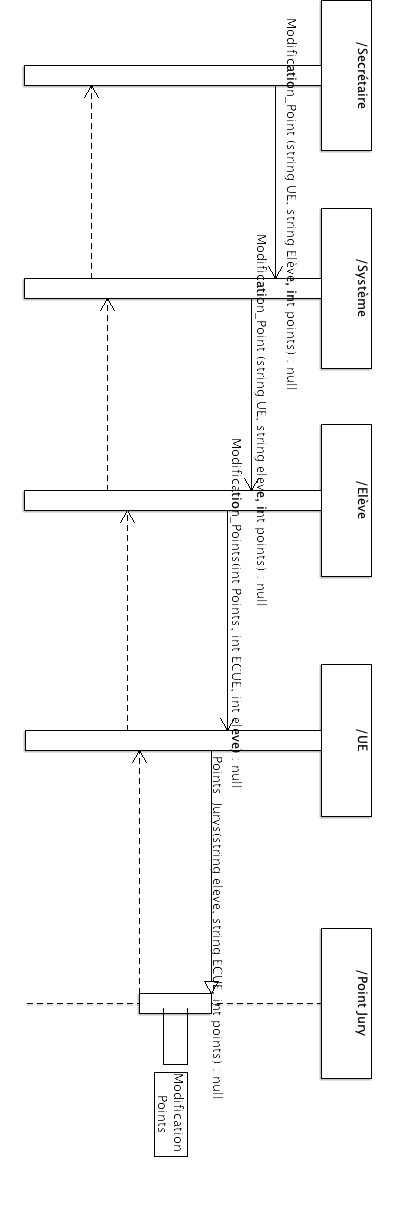 /Secrétaire
/Système
/Elève
/UE
/Point Jury
Modification_Point (string UE, string Elève, int points) : null
Modification_Point (string UE, string eleve, int points) : null
Modification_Points(int Points, int ECUE, int eleve) : null
Points_Jurys(string eleve, string ECUE, int points) : null
Modification
Points